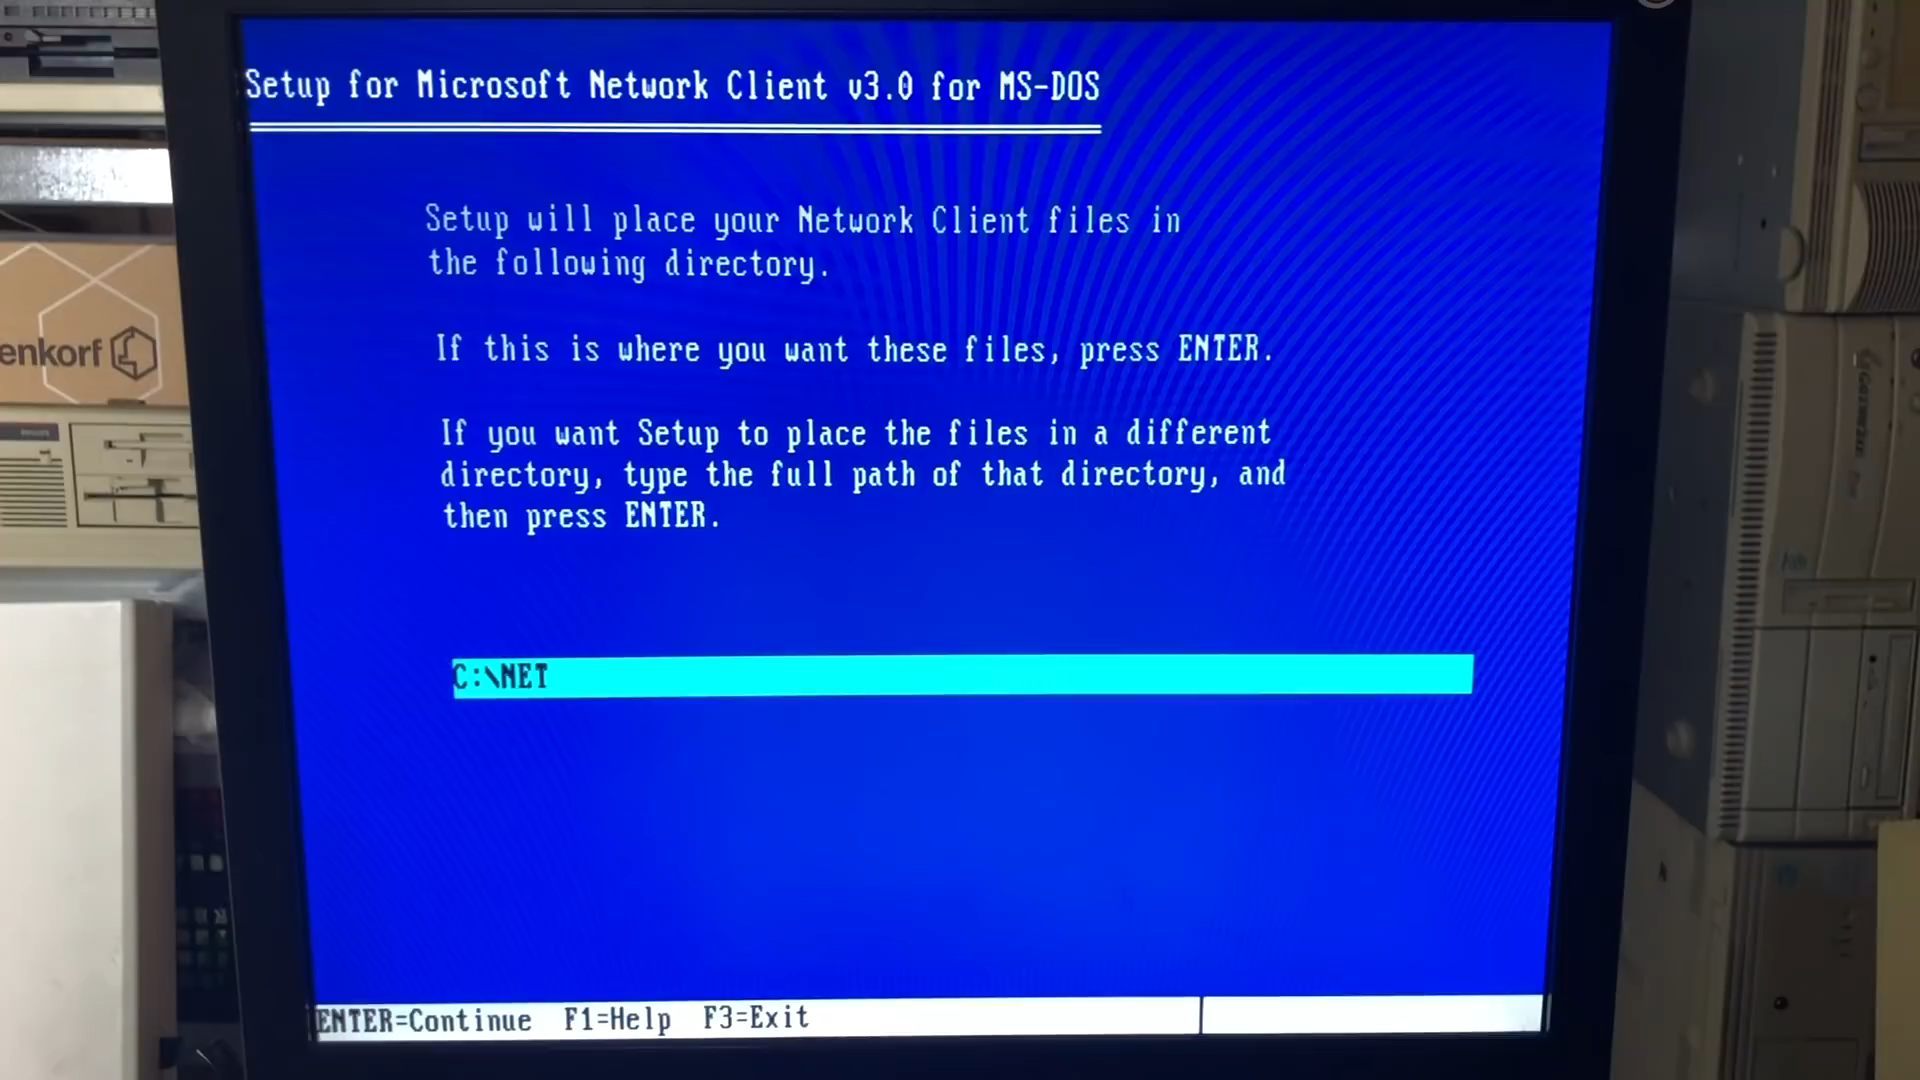 Setup for Microsoft Network Client v3.0 for MS-DOS
Setup will place your Network Client files in
the following directory.
If this is where you want these files, press ENTER.
If you want Setup to place the files in a different
directory, type the full path of that directory, and
then press ENTER.
C:\NET
ENTER=Continue F1=Help F3=Exit
enkorf